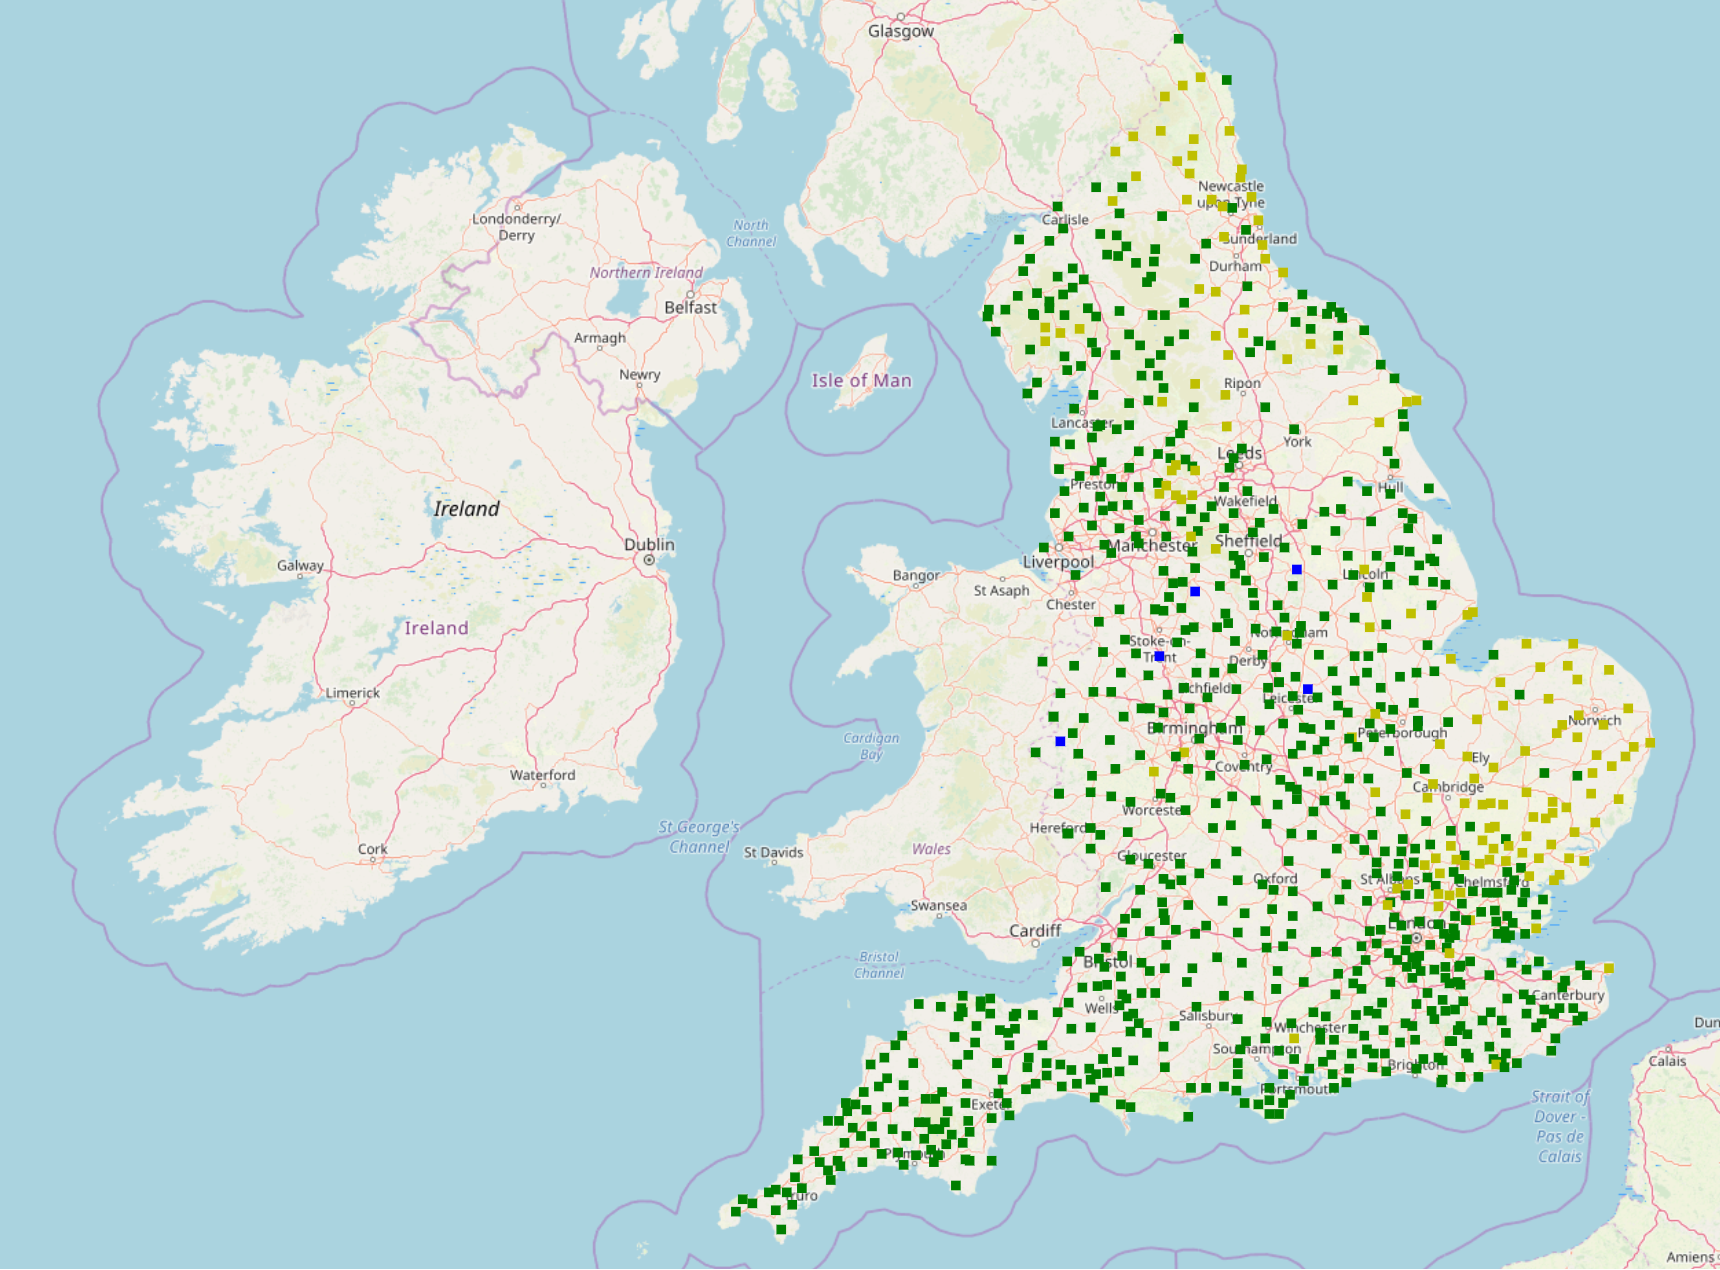 Glasgow
Londonderry/
Derry
North
Channel
Carlisle
Newcastle
upon Tyne
Sunderland
Durham
Northern Ireland
Belfast
Armagh
Newry
Isle of Man
Ripon
Lancaster
York
Leeds
Preston
Hull
Wakefield
Ireland
Dublin
Galway
Manchester
Sheffield
Liverpool
Bangor
St Asaph
Chester
Lincoln
Ireland
Stoke-on-
Trent
Nottingham
Derby
Limerick
Lichfield
Leicester
Norwich
Birmingham
Peterborough
Cardigan
Bay
Ely
Coventry
Cambridge
Waterford
Worcester
St George's
Channel
Hereford
Cork
St Davids
Wales
Gloucester
Oxford
St Albans
Chelmsford
Swansea
Cardiff
London
Bristol
Channel
Bristol
Canterbury
Wells
Salisbury
Winchester
Southampton
Brighton
Portsmouth
Calais
Dun
Exeter
Strait of
Dover -
Pas de
Calais
Plymouth
Truro
Amiens